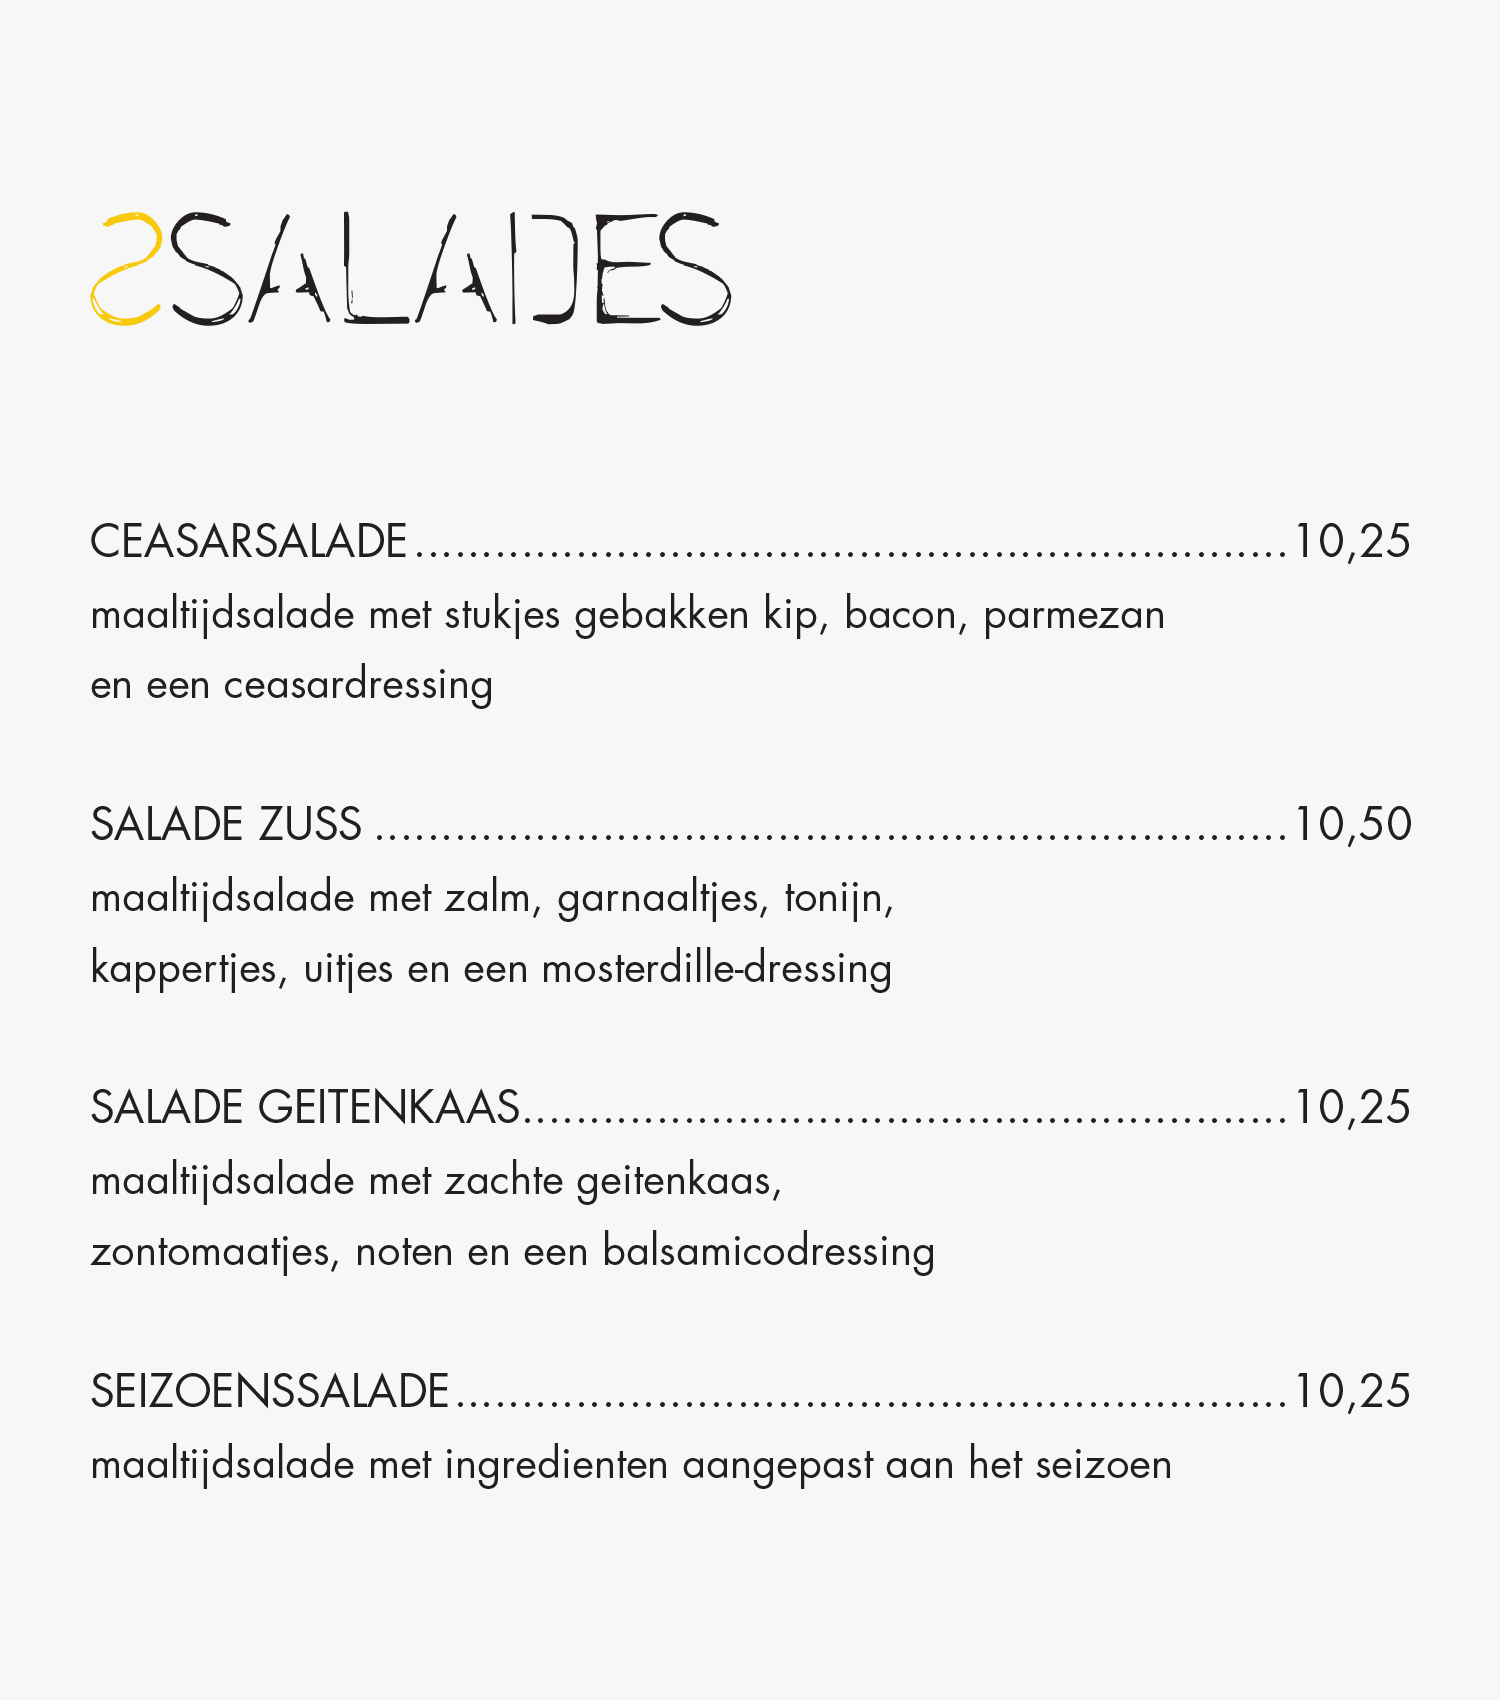 SSALADES
CEASARSALADE................................................................10,25
maaltijdsalade met stukjes gebakken kip, bacon, parmezan
en een ceasardressing
SALADE ZUSS ...................................................................10,50
maaltijdsalade met zalm, garnaaltjes, tonijn,
kappertjes, uitjes en een mosterdille-dressing
SALADE GEITENKAAS........................................................10,25
maaltijdsalade met zachte geitenkaas,
zontomaatjes, noten en een balsamicodressing
SEIZOENSSALADE.............................................................10,25
maaltijdsalade met ingredienten aangepast aan het seizoen